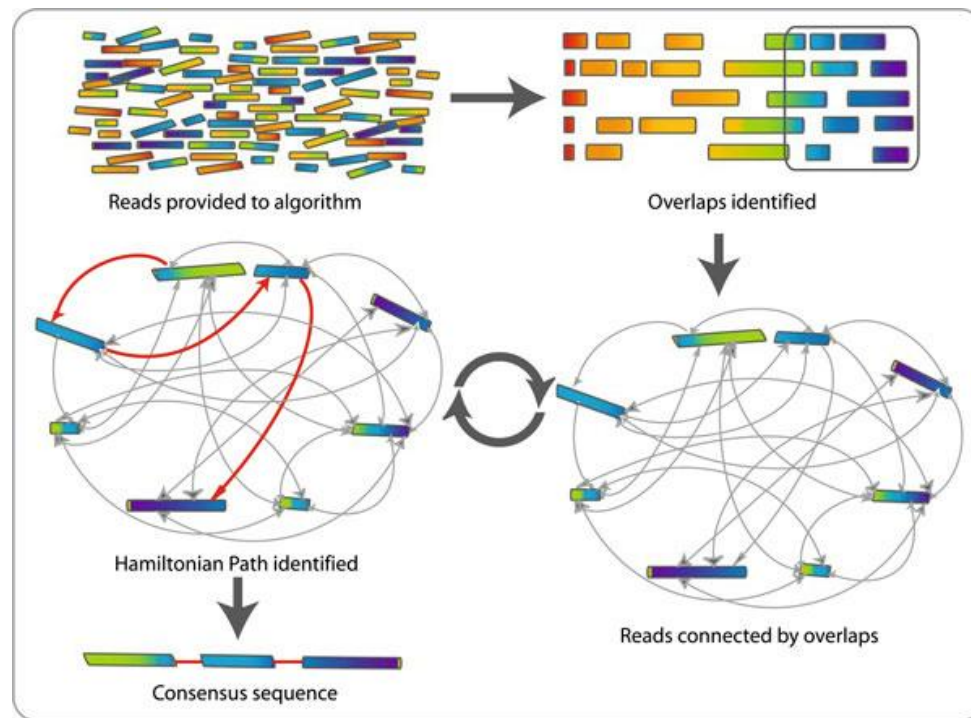 Reads provided to algorithm
Overlaps identified
Hamiltonian Path identified
Reads connected by overlaps
Consensus sequence